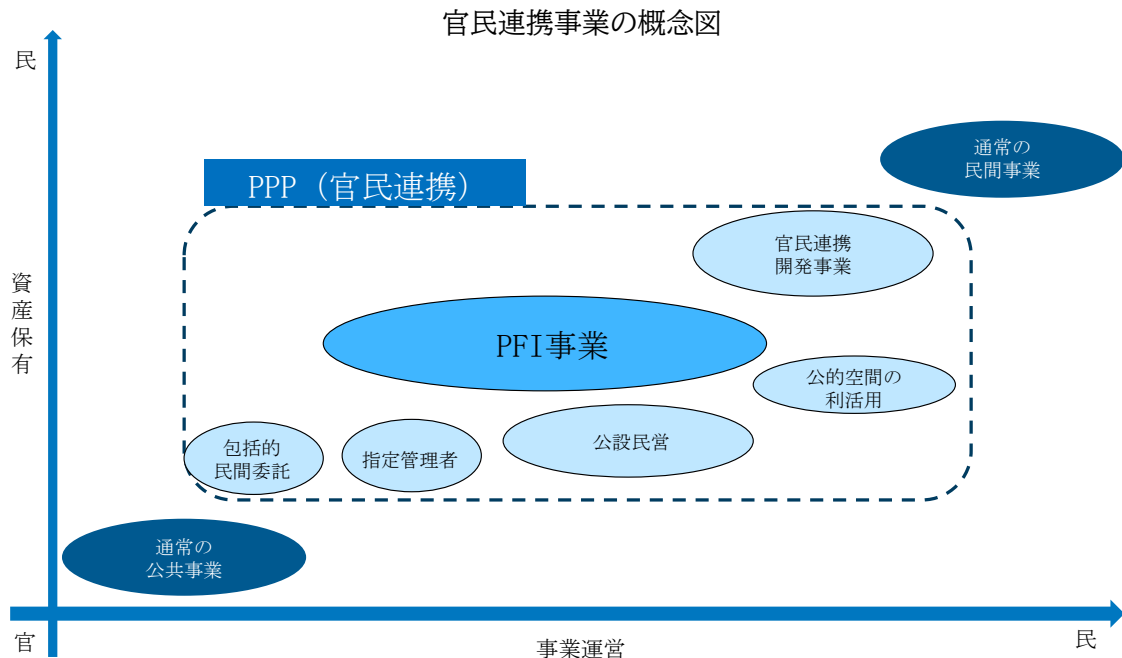 官民連携事業の概念図
民
通常の
民間事業
PPP（官民連携）
官民連携
開発事業
資
産
保
有
PFI事業
公的空間の
利活用
包括的
民間委託
指定管理者
公設民営
通常の
公共事業
官
事業運営
民